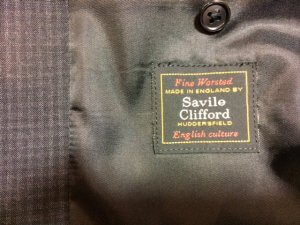 Fine Worsted
MADE IN ENGLAND BY
Savile
Clifford
HUDDERSFIELD
English culture